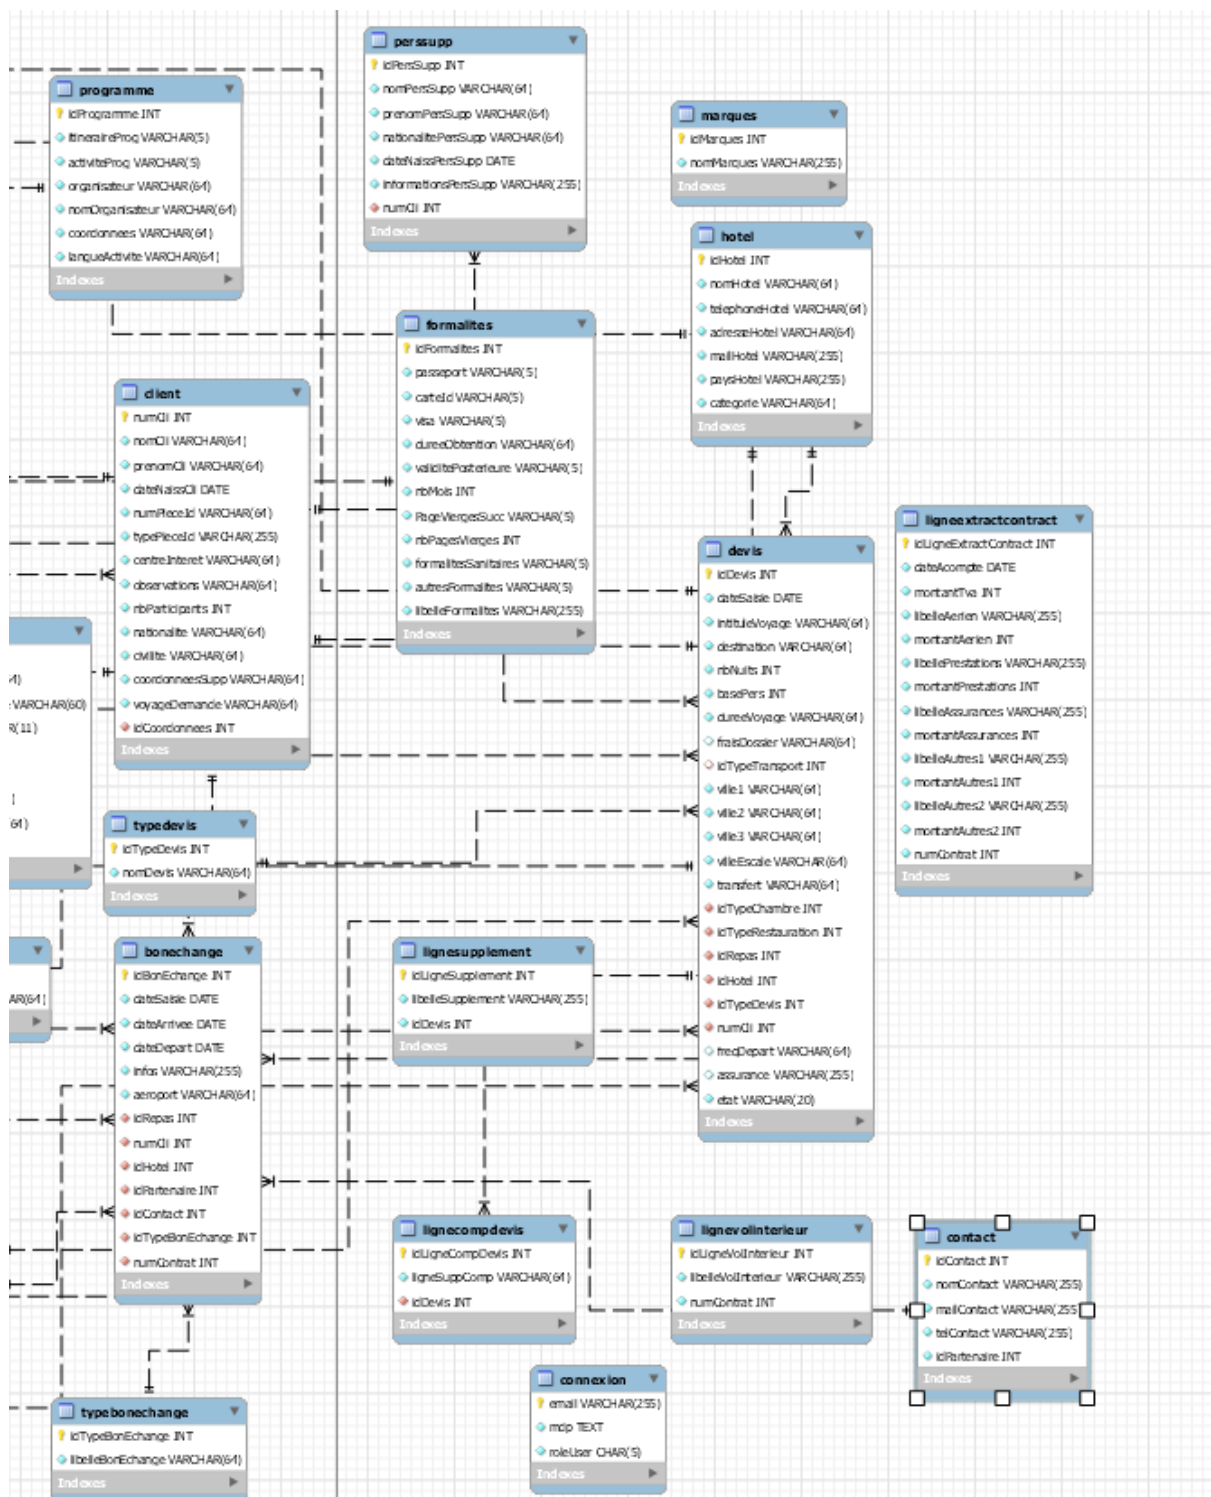 perssupp
idPersSupp INT
nomPersSupp VARCHAR(64)
prenomPersSupp VARCHAR(64)
nationalitePersSupp VARCHAR(64)
dateNaissPersSupp DATE
informationsPersSupp VARCHAR(255)
numCli INT
Indexes
programme
idProgramme INT
itineraireProg VARCHAR(5)
activiteProg VARCHAR(5)
organisateur VARCHAR(64)
nomOrganisateur VARCHAR(64)
coordonnees VARCHAR(64)
langueActivite VARCHAR(64)
Indexes
marques
idMarques INT
nomMarques VARCHAR(255)
Indexes
hotel
idHotel INT
nomHotel VARCHAR(64)
telephoneHotel VARCHAR(64)
adresseHotel VARCHAR(64)
mailHotel VARCHAR(255)
paysHotel VARCHAR(255)
categorie VARCHAR(64)
Indexes
formalites
idFormalites INT
passeport VARCHAR(5)
carteId VARCHAR(5)
visa VARCHAR(5)
dureeObtention VARCHAR(64)
validitePosterieure VARCHAR(5)
nbMois INT
PageViergesSucc VARCHAR(5)
nbPagesVierges INT
formalitesSanitaires VARCHAR(5)
autresFormalites VARCHAR(5)
libelleFormalites VARCHAR(255)
Indexes
client
numCli INT
nomCli VARCHAR(64)
prenomCli VARCHAR(64)
dateNaissCli DATE
numPieceId VARCHAR(64)
typePieceId VARCHAR(255)
centreInteret VARCHAR(64)
observations VARCHAR(64)
nbParticipants INT
nationalite VARCHAR(64)
civilite VARCHAR(64)
coordonneesSupp VARCHAR(64)
voyageDemande VARCHAR(64)
idCoordonnees INT
Indexes
4)
VARCHAR(60)
R(11)
)
64)
devis
idDevis INT
dateSaisie DATE
intituleVoyage VARCHAR(64)
destination VARCHAR(64)
nbNuits INT
basePers INT
dureeVoyage VARCHAR(64)
fraisDossier VARCHAR(64)
idTypeTransport INT
ville1 VARCHAR(64)
ville2 VARCHAR(64)
ville3 VARCHAR(64)
villeEscale VARCHAR(64)
transfert VARCHAR(64)
idTypeChambre INT
idTypeRestauration INT
idRepas INT
idHotel INT
idTypeDevis INT
numCli INT
freqDepart VARCHAR(64)
assurance VARCHAR(255)
etat VARCHAR(20)
Indexes
ligneextractcontract
idLigneExtractContract INT
dateAcompte DATE
montantTva INT
libelleAerien VARCHAR(255)
montantAerien INT
libellePrestations VARCHAR(255)
montantPrestations INT
libelleAssurances VARCHAR(255)
montantAssurances INT
libelleAutres1 VARCHAR(255)
montantAutres1 INT
libelleAutres2 VARCHAR(255)
montantAutres2 INT
numContrat INT
Indexes
typedevis
idTypeDevis INT
nomDevis VARCHAR(64)
Indexes
bonechange
idBonEchange INT
dateSaisie DATE
dateArrivee DATE
dateDepart DATE
infos VARCHAR(255)
aeroport VARCHAR(64)
idRepas INT
numCli INT
idHotel INT
idPartenaire INT
idContact INT
idTypeBonEchange INT
numContrat INT
Indexes
AR(64)
lignesupplement
idLigneSupplement INT
libelleSupplement VARCHAR(255)
idDevis INT
Indexes
lignecompdevis
idLigneCompDevis INT
ligneSuppComp VARCHAR(64)
idDevis INT
Indexes
lignevolinterieur
idLigneVolInterieur INT
libelleVolInterieur VARCHAR(255)
numContrat INT
Indexes
contact
idContact INT
nomContact VARCHAR(255)
mailContact VARCHAR(255
telContact VARCHAR(255)
idPartenaire INT
Indexes
connexion
email VARCHAR(255)
mdp TEXT
roleUser CHAR(5)
Indexes
typebonechange
idTypeBonEchange INT
libelleBonEchange VARCHAR(64)
Indexes